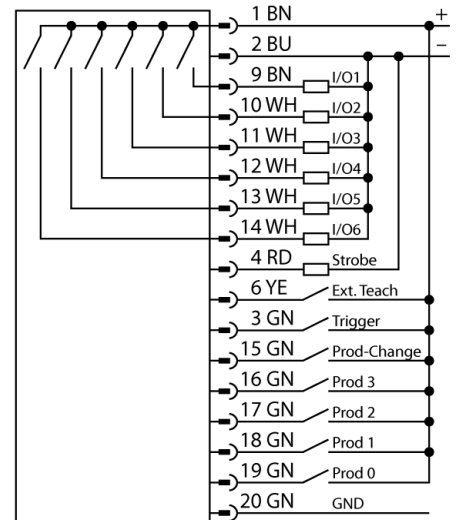 1 BN +
2 BU −
9 BN I/O1
10 WH I/O2
11 WH I/O3
12 WH I/O4
13 WH I/O5
14 WH I/O6
4 RD Strobe
6 YE Ext. Teach
3 GN Trigger
15 GN Prod-Change
16 GN Prod 3
17 GN Prod 2
18 GN Prod 1
19 GN Prod 0
20 GN GND